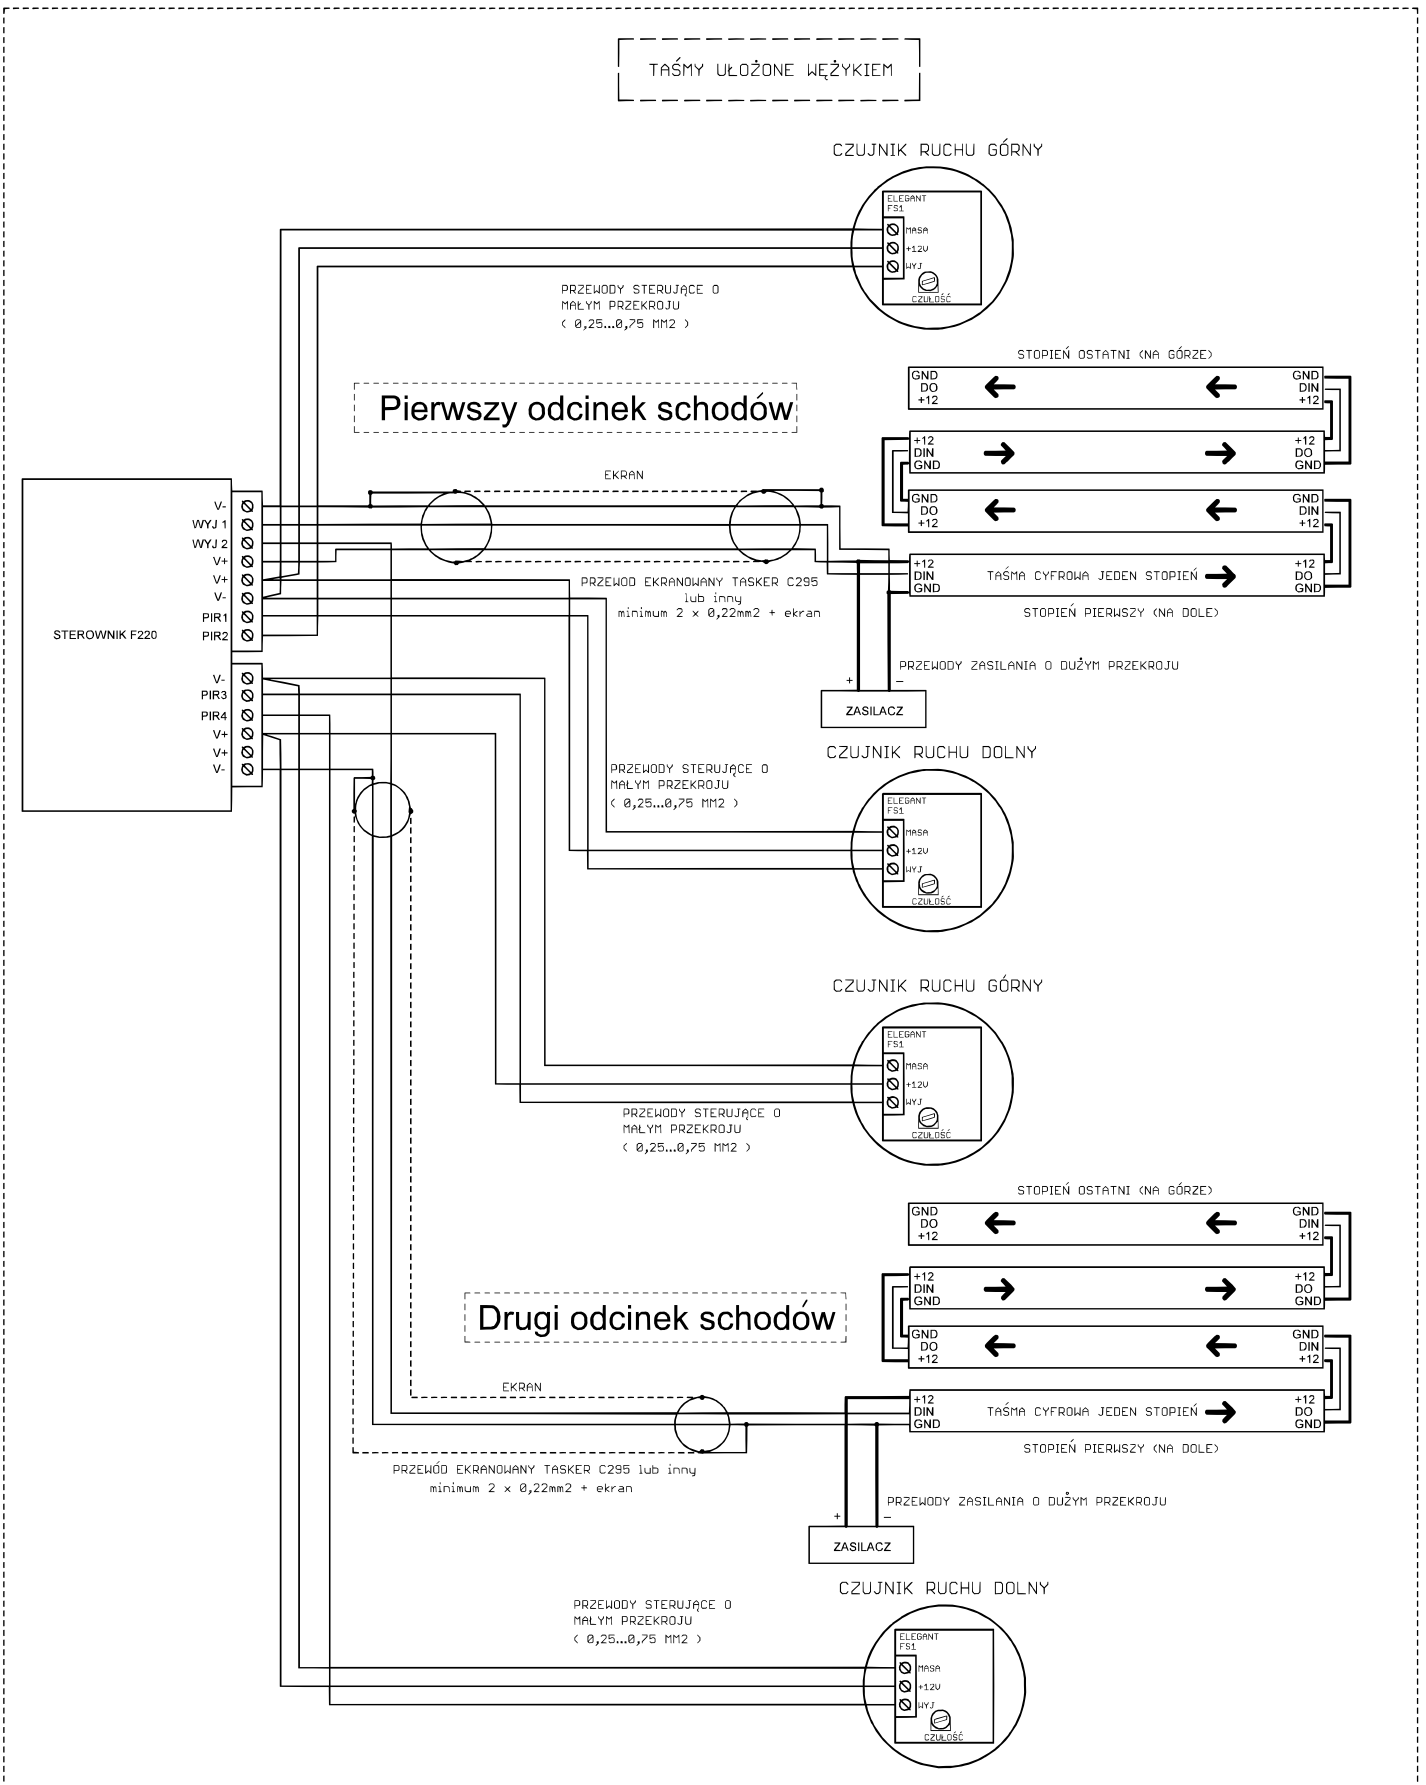 TAŚMY UŁOŻONE WĘŻYKIEM
CZUJNIK RUCHU GÓRNY
ELEGANT
FS1
MASA
+12V
WYJ
CZUŁOŚĆ
PRZEWODY STERUJĄCE O
MAŁYM PRZEKROJU
( 0,25...0,75 MM2 )
STOPIEŃ OSTATNI (NA GÓRZE)
GND GND
DO DIN
+12 +12
Pierwszy odcinek schodów
+12 +12
DIN DO
GND GND
EKRAN
GND GND
DO DIN
+12 +12
+12 +12
DIN TAŚMA CYFROWA JEDEN STOPIEŃ DO
GND GND
STOPIEŃ PIERWSZY (NA DOLE)
PRZEWOD EKRANOWANY TASKER C295
lub inny
minimum 2 x 0,22mm2 + ekran
V-
WYJ 1
WYJ 2
V+
V+
V-
PIR1
PIR2
STEROWNIK F220
V-
PIR3
PIR4
V+
V+
V-
PRZEWODY ZASILANIA O DUŻYM PRZEKROJU
+ –
ZASILACZ
CZUJNIK RUCHU DOLNY
PRZEWODY STERUJĄCE O
MAŁYM PRZEKROJU
( 0,25...0,75 MM2 )
ELEGANT
FS1
MASA
+12V
WYJ
CZUŁOŚĆ
CZUJNIK RUCHU GÓRNY
ELEGANT
FS1
MASA
+12V
WYJ
CZUŁOŚĆ
PRZEWODY STERUJĄCE O
MAŁYM PRZEKROJU
( 0,25...0,75 MM2 )
STOPIEŃ OSTATNI (NA GÓRZE)
GND GND
DO DIN
+12 +12
+12 +12
DIN DO
GND GND
Drugi odcinek schodów
GND GND
DO DIN
+12 +12
EKRAN
+12 +12
DIN TAŚMA CYFROWA JEDEN STOPIEŃ DO
GND GND
STOPIEŃ PIERWSZY (NA DOLE)
PRZEWÓD EKRANOWANY TASKER C295 lub inny
minimum 2 x 0,22mm2 + ekran
PRZEWODY ZASILANIA O DUŻYM PRZEKROJU
+ –
ZASILACZ
CZUJNIK RUCHU DOLNY
PRZEWODY STERUJĄCE O
MAŁYM PRZEKROJU
( 0,25...0,75 MM2 )
ELEGANT
FS1
MASA
+12V
WYJ
CZUŁOŚĆ